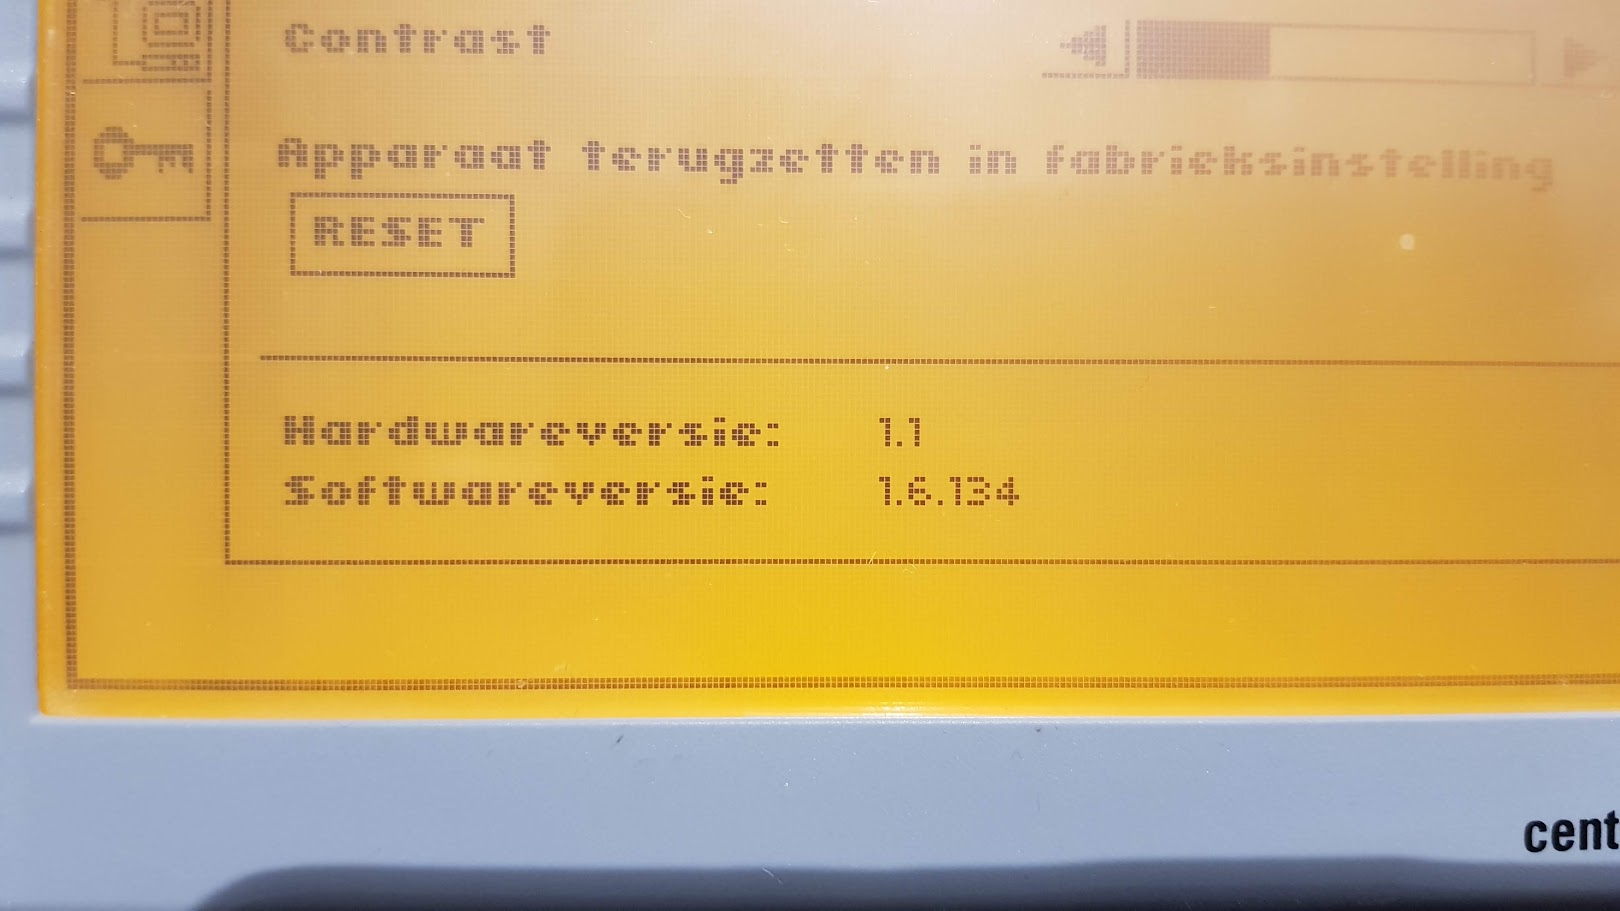 Contrast
Apparaat terugzetten in fabrieksinstelling
RESET
Hardwareversie: 1.1
Softwareversie: 1.6.134
cent